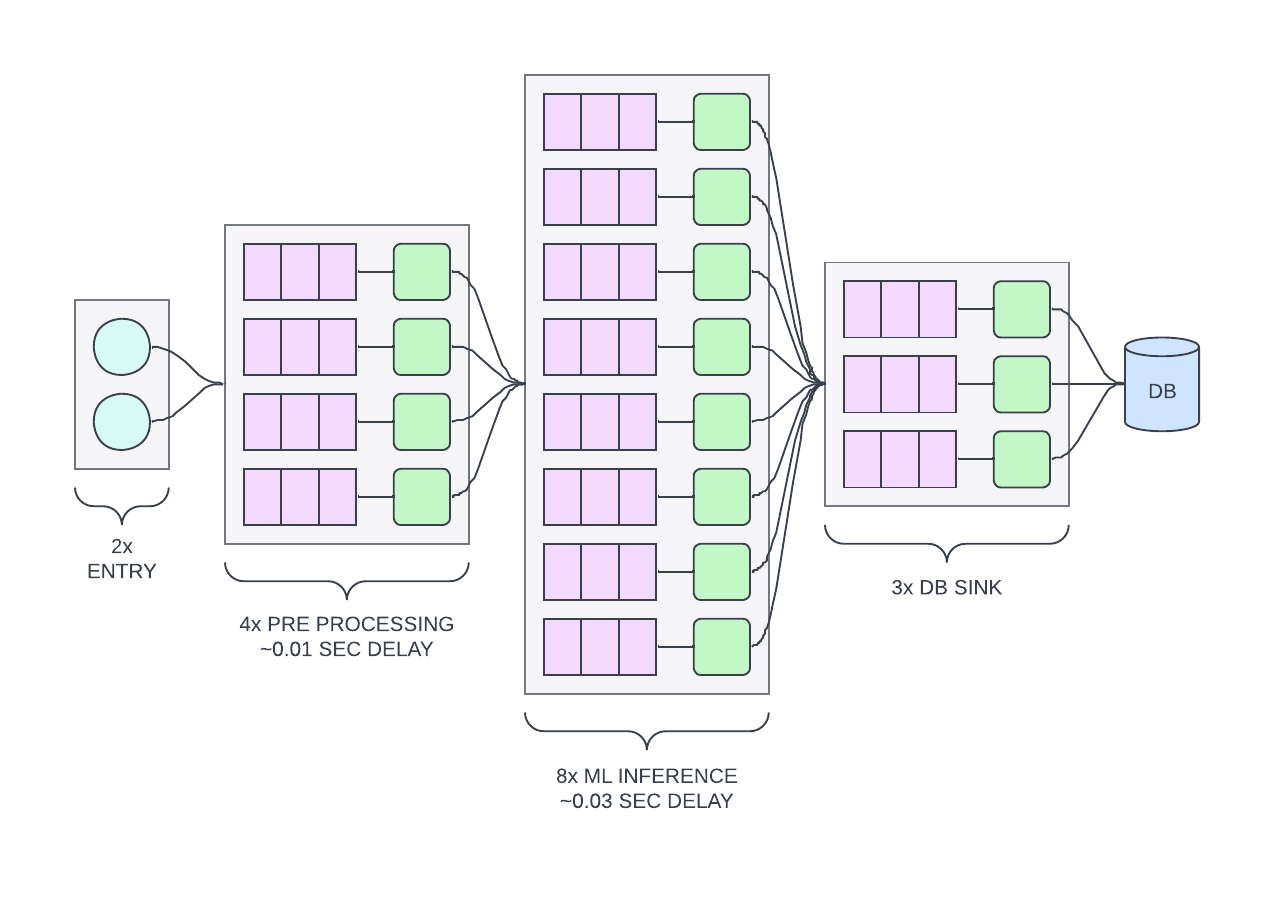 2x
ENTRY
4x PRE PROCESSING
~0.01 SEC DELAY
8x ML INFERENCE
~0.03 SEC DELAY
3x DB SINK
DB